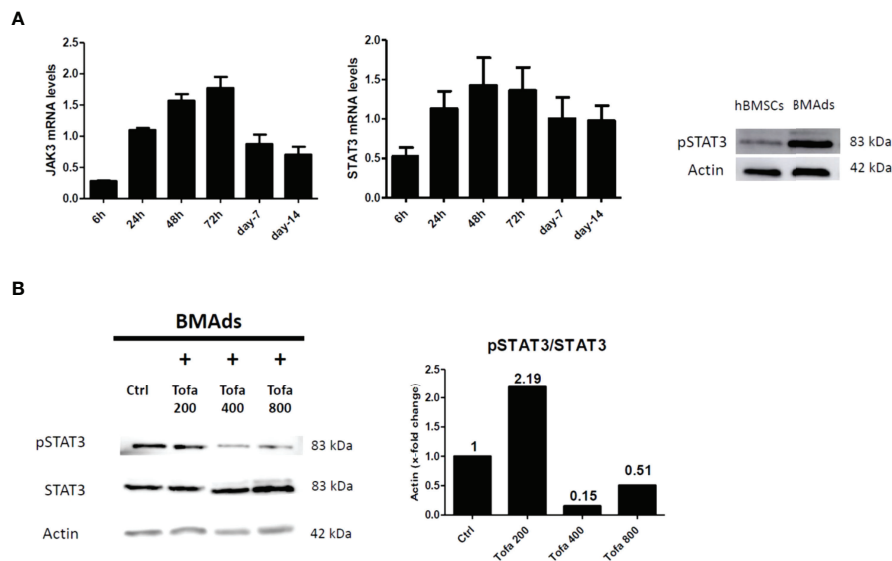 A
JAK3 mRNA levels
2.5
2.0
1.5
1.0
0.5
0.0
6h
24h
48h
72h
day-7
day-14
STAT3 mRNA levels
2.0
1.5
1.0
0.5
0.0
6h
24h
48h
72h
day-7
day-14
hBMSCs BMAds
pSTAT3 83 kDa
Actin 42 kDa
B
BMAds
+ + +
Ctrl Tofa Tofa Tofa
200 400 800
pSTAT3 83 kDa
STAT3 83 kDa
Actin 42 kDa
pSTAT3/STAT3
Actin (x-fold change)
2.5
2.0
1.5
1.0
0.5
0.0
1
2.19
0.15
0.51
Ctrl
Tofa 200
Tofa 400
Tofa 800